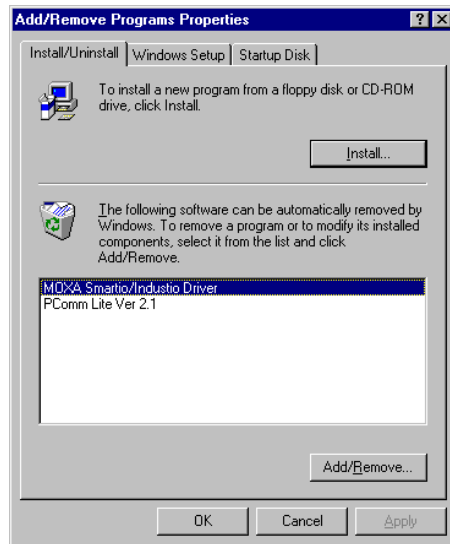 Add/Remove Programs Properties
Install/Uninstall Windows Setup Startup Disk
To install a new program from a floppy disk or CD-ROM
drive, click Install.
Install...
The following software can be automatically removed by
Windows. To remove a program or to modify its installed
components, select it from the list and click
Add/Remove.
MOXA Smartio/Industio Driver
PComm Lite Ver 2.1
Add/Remove...
OK Cancel Apply